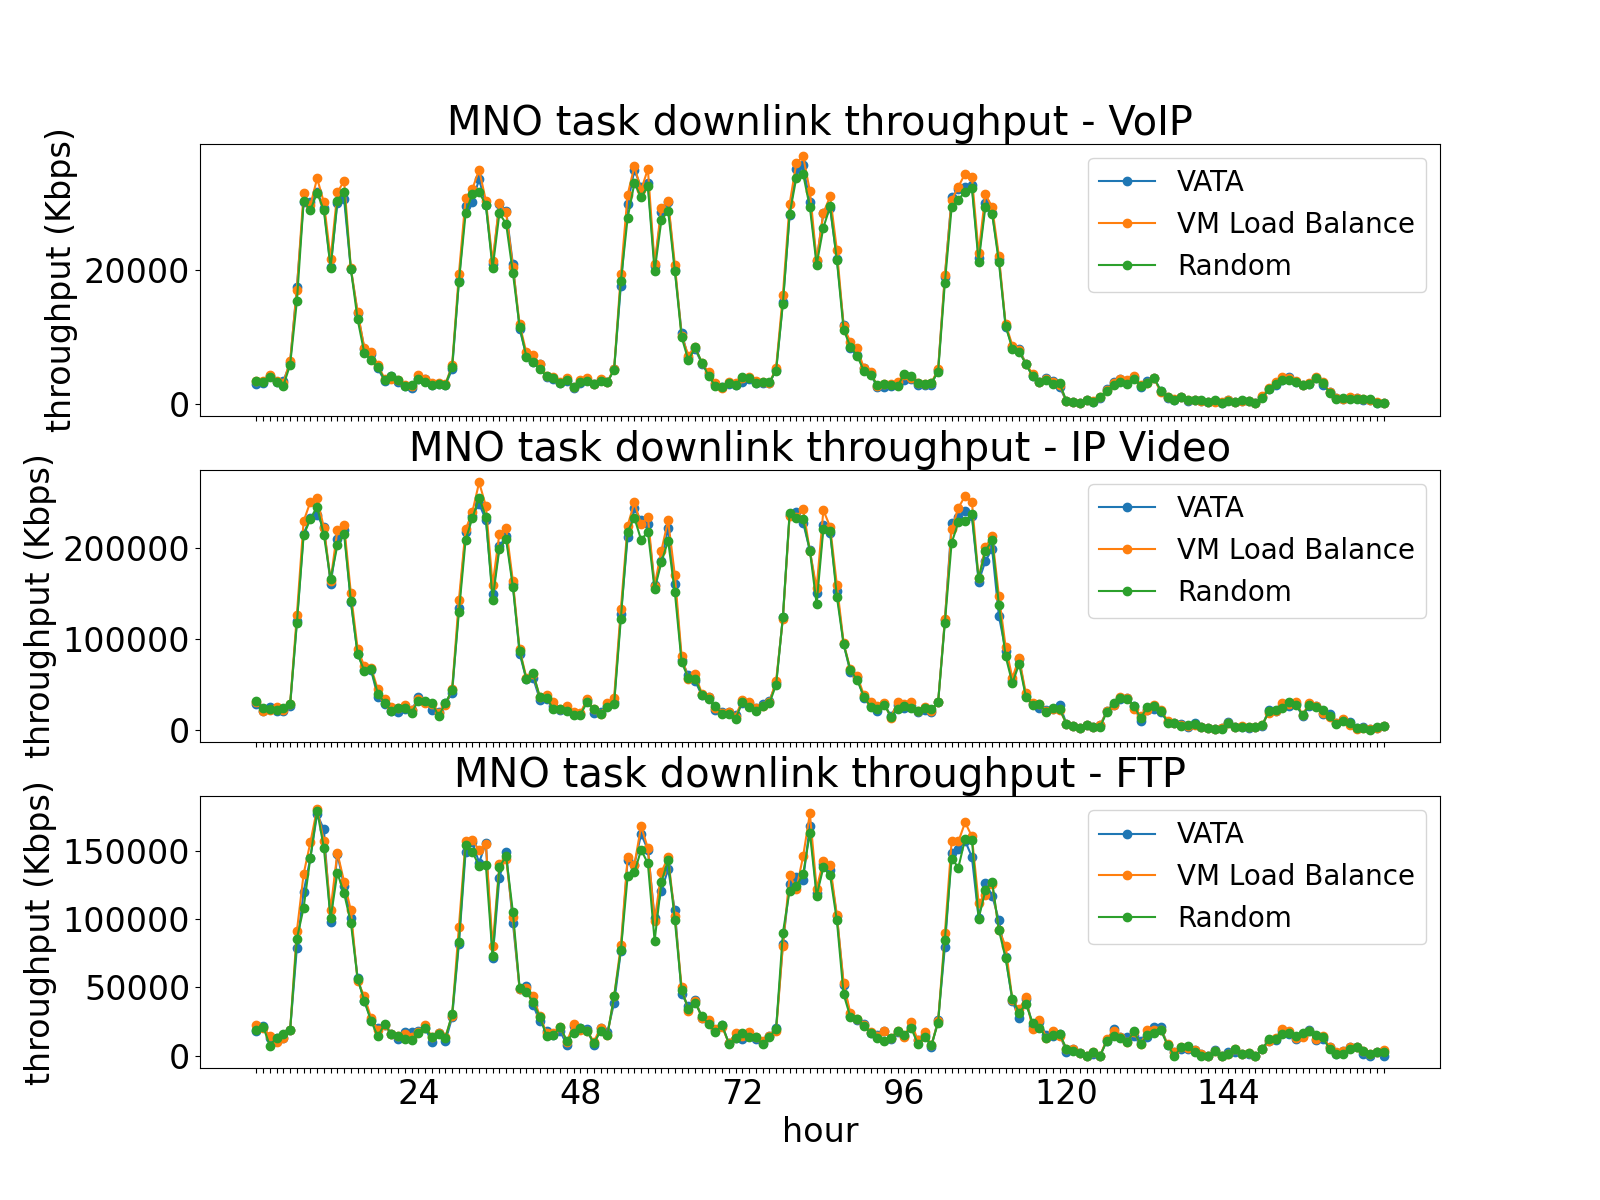 MNO task downlink throughput - VoIP
throughput (Kbps)
20000
0
VATA
VM Load Balance
Random
MNO task downlink throughput - IP Video
throughput (Kbps)
200000
100000
0
VATA
VM Load Balance
Random
MNO task downlink throughput - FTP
throughput (Kbps)
150000
100000
50000
0
VATA
VM Load Balance
Random
24 48 72 96 120 144
hour